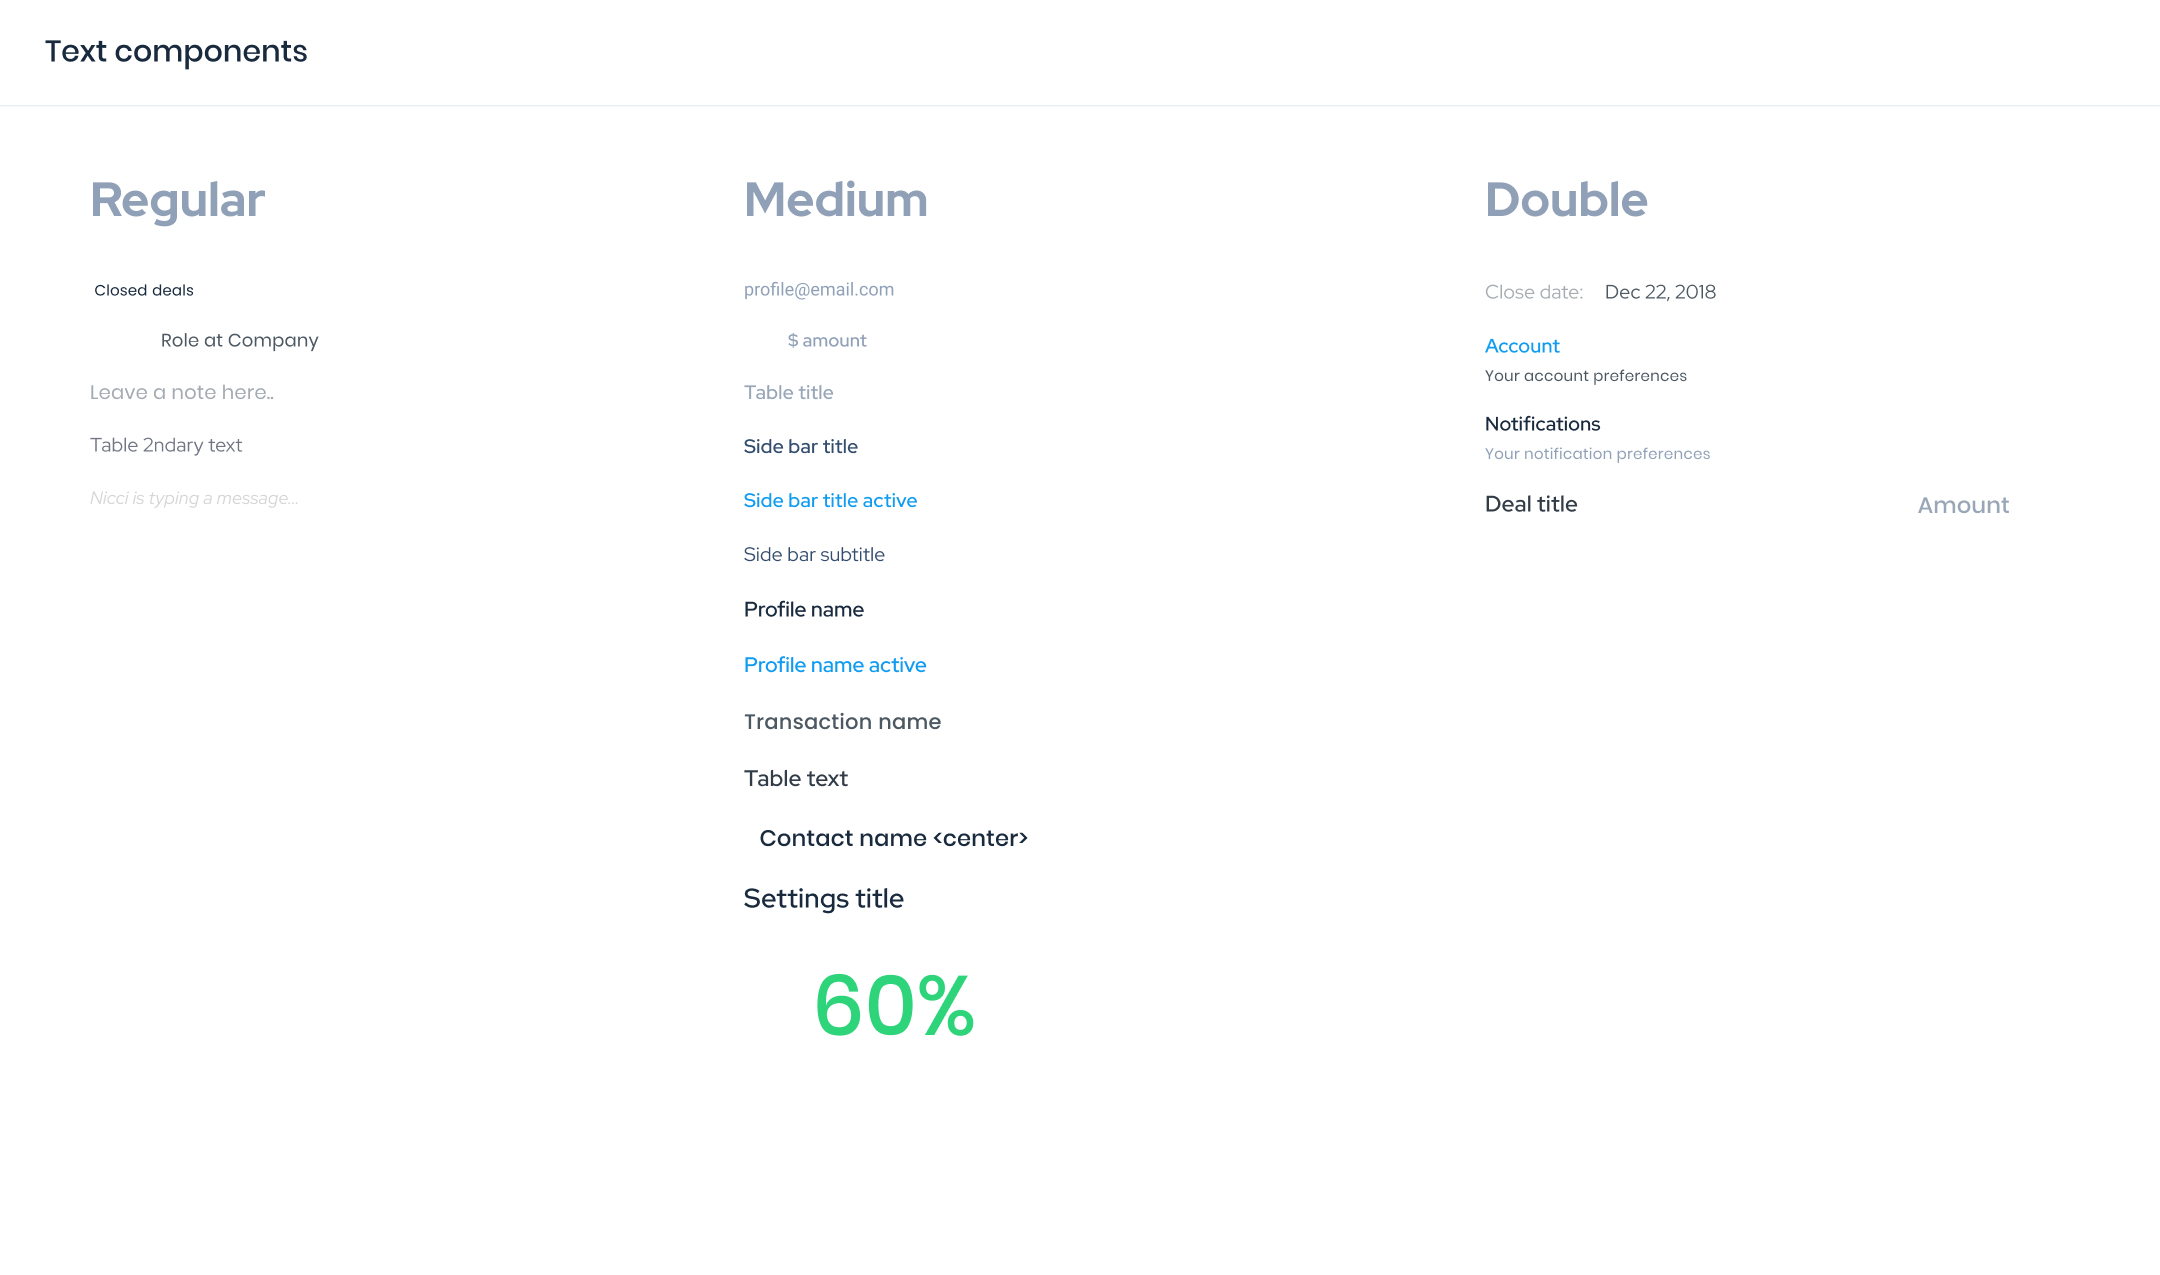 Text components
Regular
Closed deals
Role at Company
Leave a note here..
Table 2ndary text
Nicci is typing a message...
Medium
profile@email.com
$ amount
Table title
Side bar title
Side bar title active
Side bar subtitle
Profile name
Profile name active
Transaction name
Table text
Contact name <center>
Settings title
60%
Double
Close date: Dec 22, 2018
Account
Your account preferences
Notifications
Your notification preferences
Deal title Amount